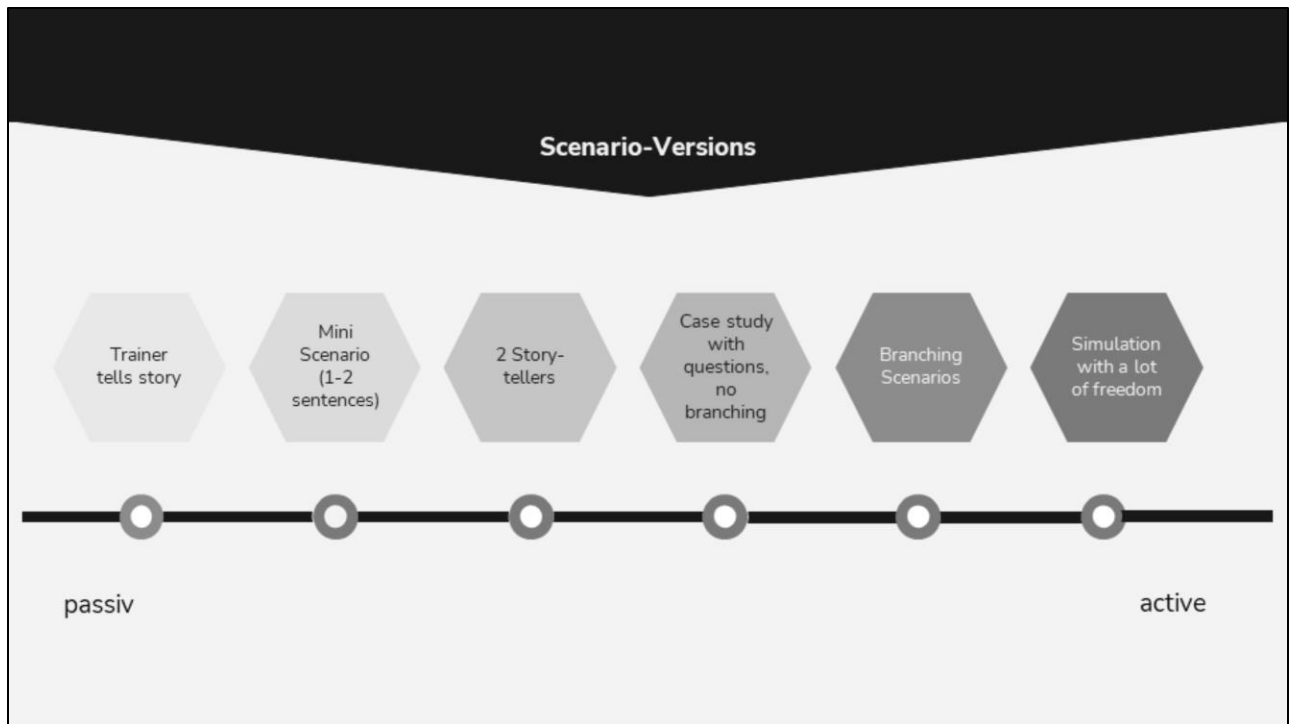 Scenario-Versions
Trainer
tells story
Mini
Scenario
(1-2
sentences)
2 Story-
tellers
Case study
with
questions,
no
branching
Branching
Scenarios
Simulation
with a lot
of freedom
passiv
active